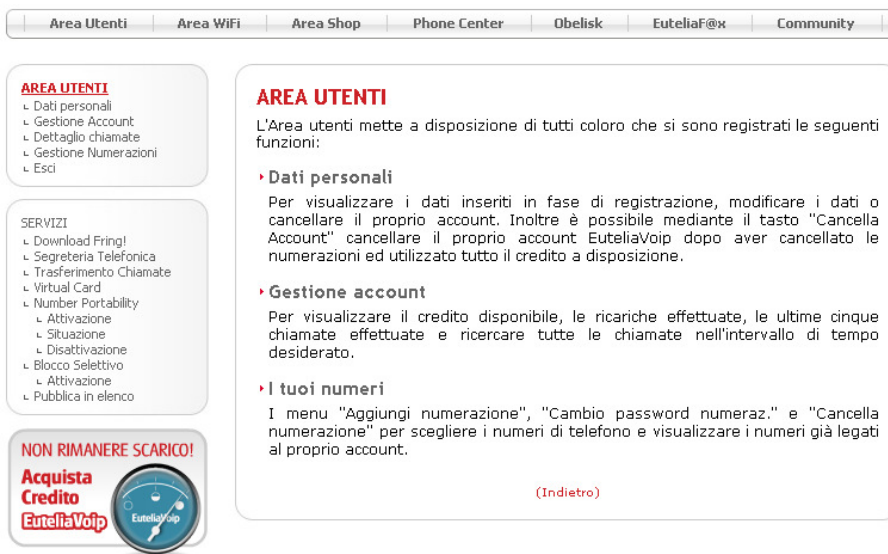 Area Utenti
Area WiFi
Area Shop
Phone Center
Obelisk
EuteliaF@x
Community
AREA UTENTI
Dati personali
Gestione Account
Dettaglio chiamate
Gestione Numerazioni
Esci
SERVIZI
Download Fring!
Segreteria Telefonica
Trasferimento Chiamate
Virtual Card
Number Portability
Attivazione
Situazione
Disattivazione
Blocco Selettivo
Attivazione
Pubblica in elenco
NON RIMANERE SCARICO!
Acquista
Credito
EuteliaVoip
EuteliaVoip
AREA UTENTI
L'Area utenti mette a disposizione di tutti coloro che si sono registrati le seguenti
funzioni:
Dati personali
Per visualizzare i dati inseriti in fase di registrazione, modificare i dati o
cancellare il proprio account. Inoltre è possibile mediante il tasto "Cancella
Account" cancellare il proprio account EuteliaVoip dopo aver cancellato le
numerazioni ed utilizzato tutto il credito a disposizione.
Gestione account
Per visualizzare il credito disponibile, le ricariche effettuate, le ultime cinque
chiamate effettuate e ricercare tutte le chiamate nell'intervallo di tempo
desiderato.
I tuoi numeri
I menu "Aggiungi numerazione", "Cambio password numeraz." e "Cancella
numerazione" per scegliere i numeri di telefono e visualizzare i numeri già legati
al proprio account.
(Indietro)